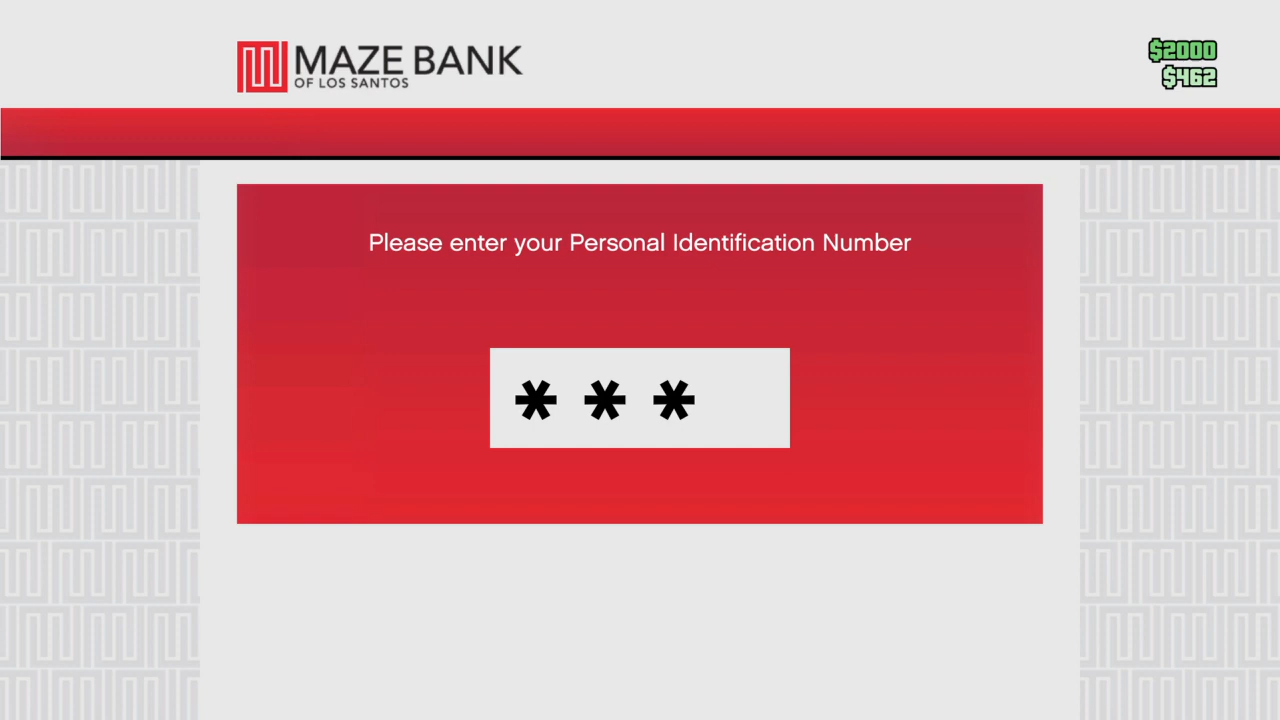 MAZE BANK
OF LOS SANTOS
$2000
$462
Please enter your Personal Identification Number
* * *